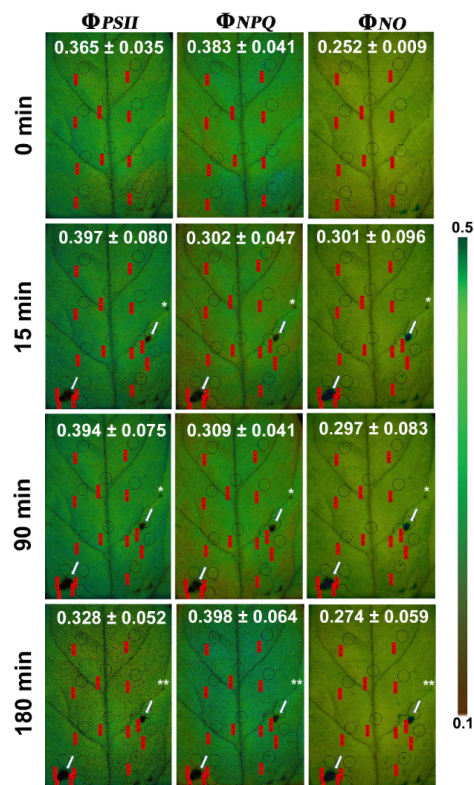 ΦPSII ΦNPQ ΦNO
0 min
0.365 ± 0.035 0.383 ± 0.041 0.252 ± 0.009
15 min
0.397 ± 0.080 0.302 ± 0.047 0.301 ± 0.096
* * *
90 min
0.394 ± 0.075 0.309 ± 0.041 0.297 ± 0.083
* * *
180 min
0.328 ± 0.052 0.398 ± 0.064 0.274 ± 0.059
** ** **
0.5
0.1